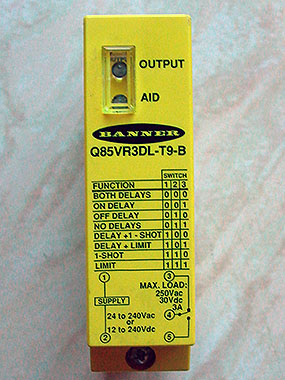 OUTPUT
AID
BANNER
Q85VR3DL-T9-B
SWITCH
FUNCTION 1 2 3
BOTH DELAYS 0 0 0
ON DELAY 0 0 1
OFF DELAY 0 1 0
NO DELAYS 0 1 1
DELAY +1 - SHOT 1 0 0
DELAY + LIMIT 1 0 1
1-SHOT 1 1 0
LIMIT 1 1 1
1 3
MAX. LOAD:
250Vac
30Vdc
3A
SUPPLY
4
24 to 240Vac
or
12 to 240Vdc
2 5